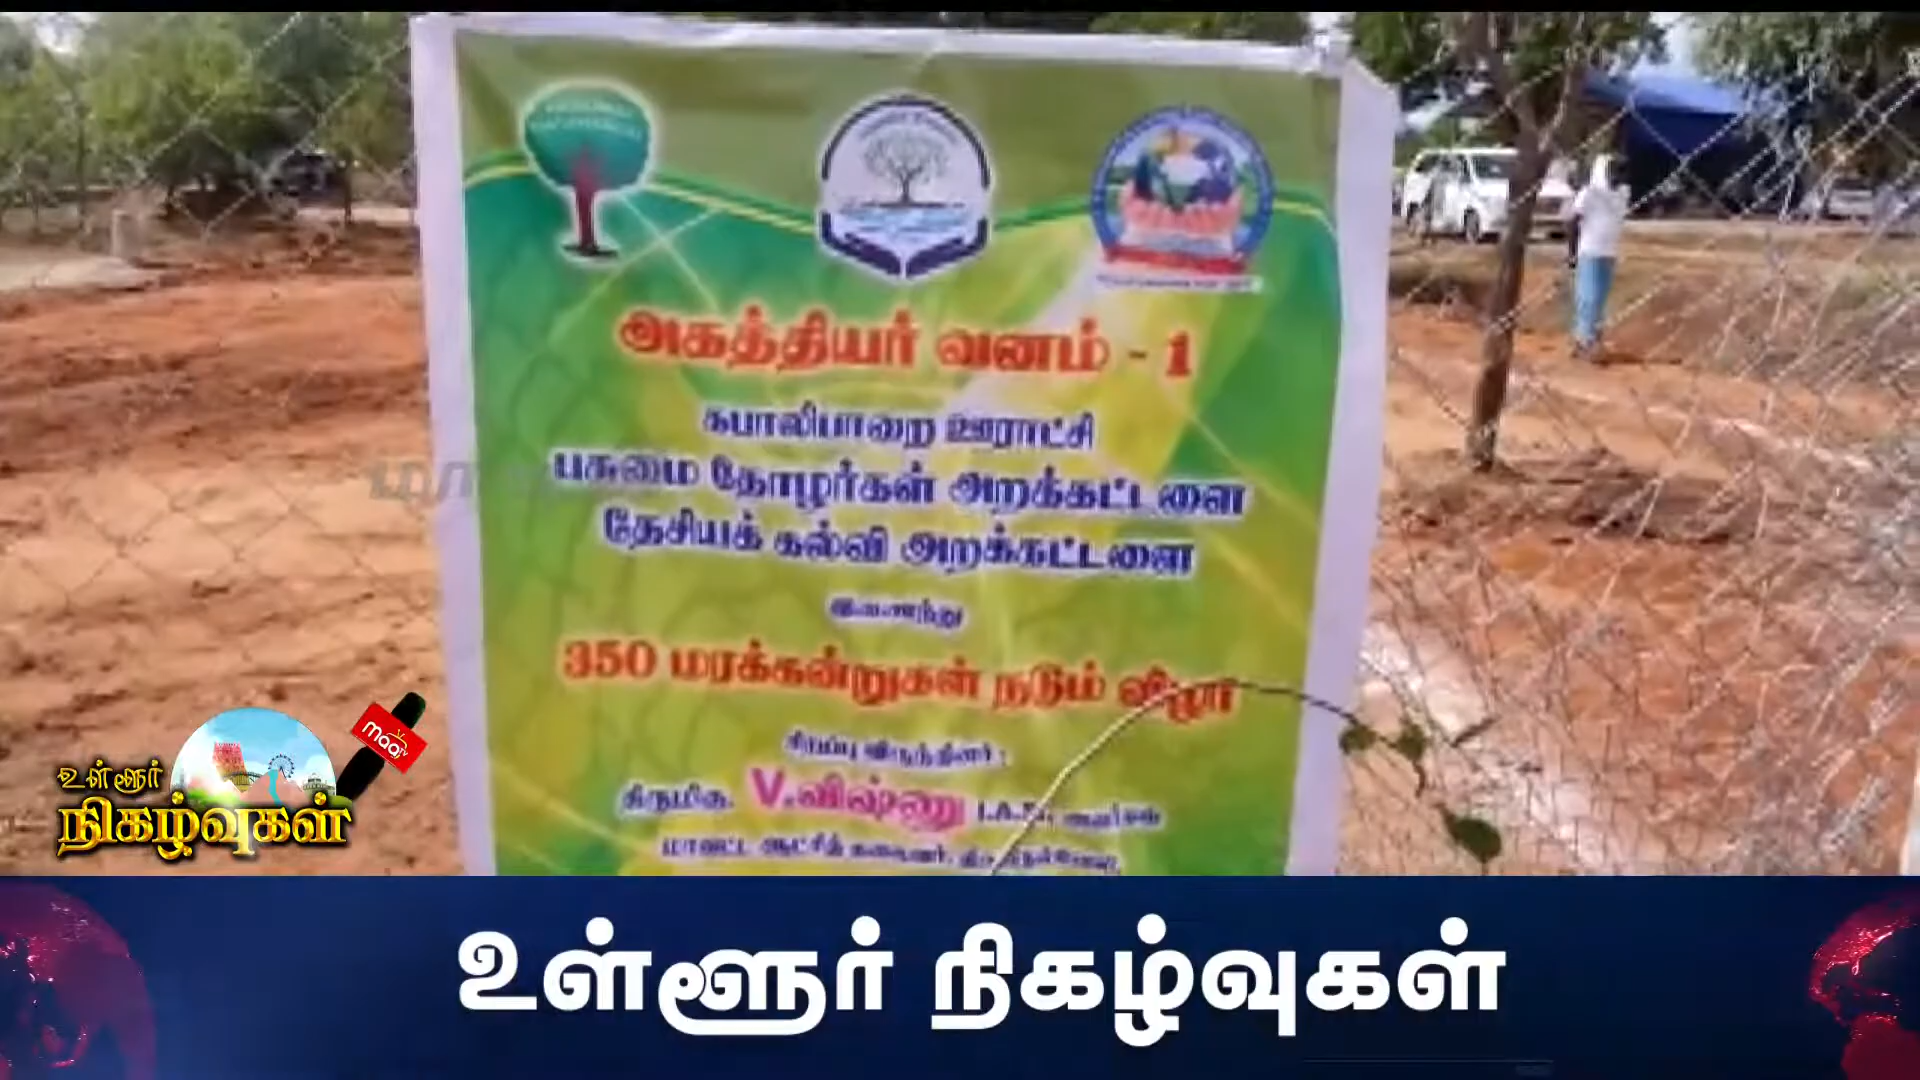 அகத்தியர் வனம் - 1
கபாலிபாறை ஊராட்சி
பசுமை தோழர்கள் அறக்கட்டளை
தேசியக் கல்வி அறக்கட்டளை
இணைந்து
350 மரக்கன்றுகள் நடும் விழா
சிறப்பு விருந்தினர் :
திருமிகு. V.விஷ்ணு I.A.S., அவர்கள்
மாவட்ட ஆட்சித் தலைவர், திருநெல்வேலி.
maa tv
உள்ளூர்
நிகழ்வுகள்
உள்ளூர் நிகழ்வுகள்